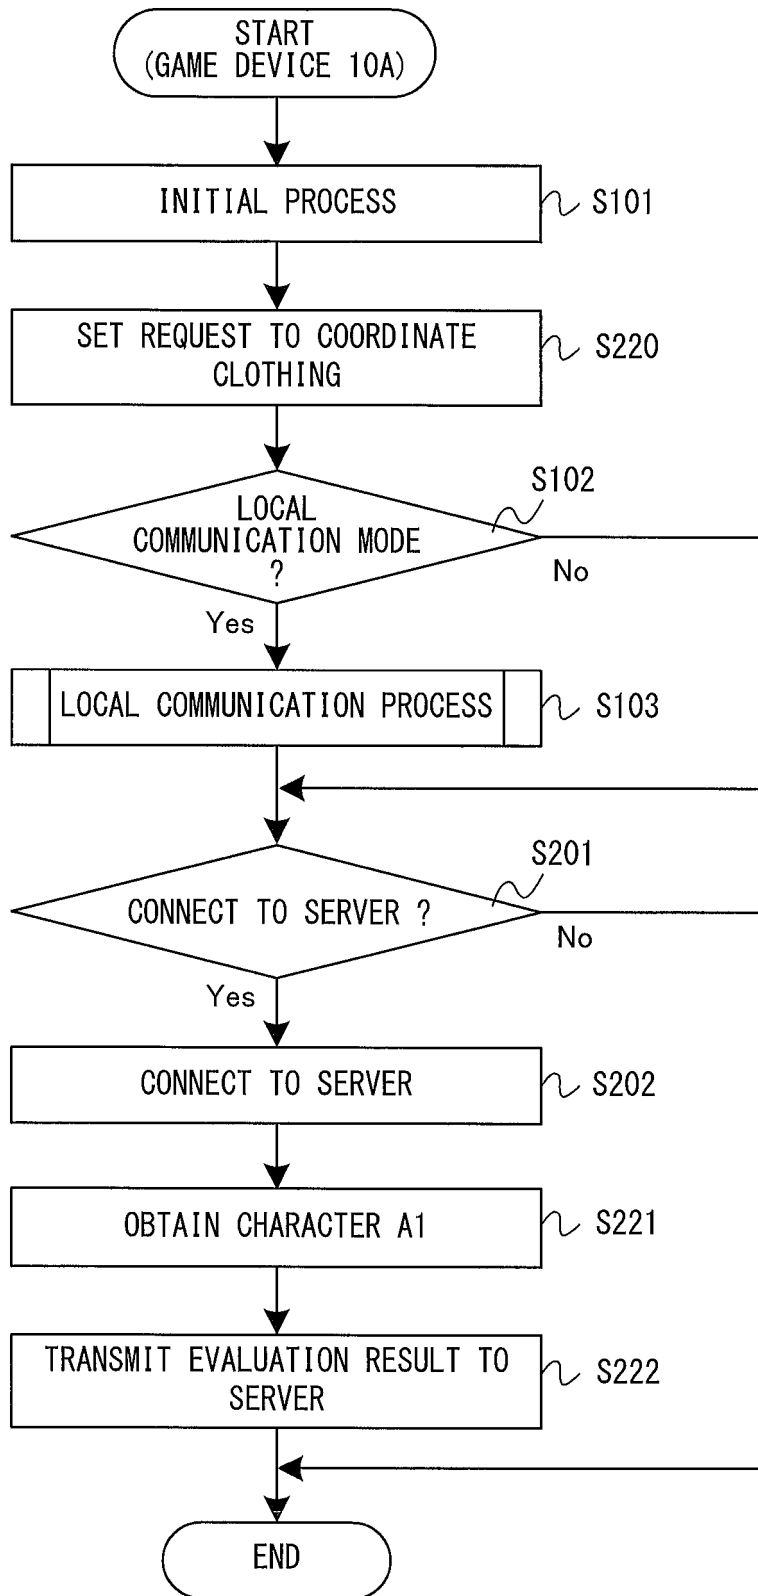 START
(GAME DEVICE 10A)
INITIAL PROCESS
S101
SET REQUEST TO COORDINATE
CLOTHING
S220
S102
LOCAL
COMMUNICATION MODE
?
No
Yes
LOCAL COMMUNICATION PROCESS
S103
S201
CONNECT TO SERVER ?
No
Yes
CONNECT TO SERVER
S202
OBTAIN CHARACTER A1
S221
TRANSMIT EVALUATION RESULT TO
SERVER
S222
END